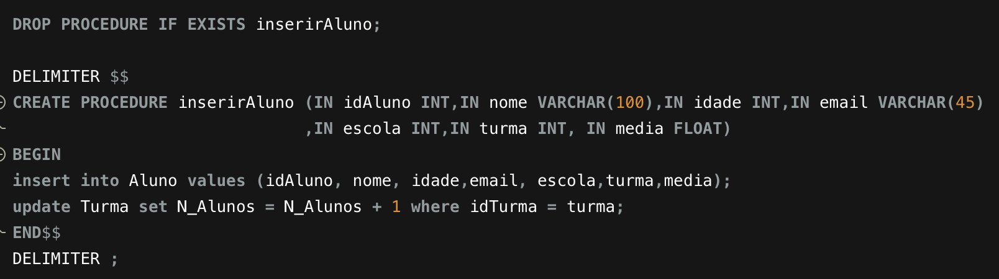 DROP PROCEDURE IF EXISTS inserirAluno;
DELIMITER $$
CREATE PROCEDURE inserirAluno (IN idAluno INT,IN nome VARCHAR(100),IN idade INT,IN email VARCHAR(45)
,IN escola INT,IN turma INT, IN media FLOAT)
BEGIN
insert into Aluno values (idAluno, nome, idade,email, escola,turma,media);
update Turma set N_Alunos = N_Alunos + 1 where idTurma = turma;
END$$
DELIMITER ;